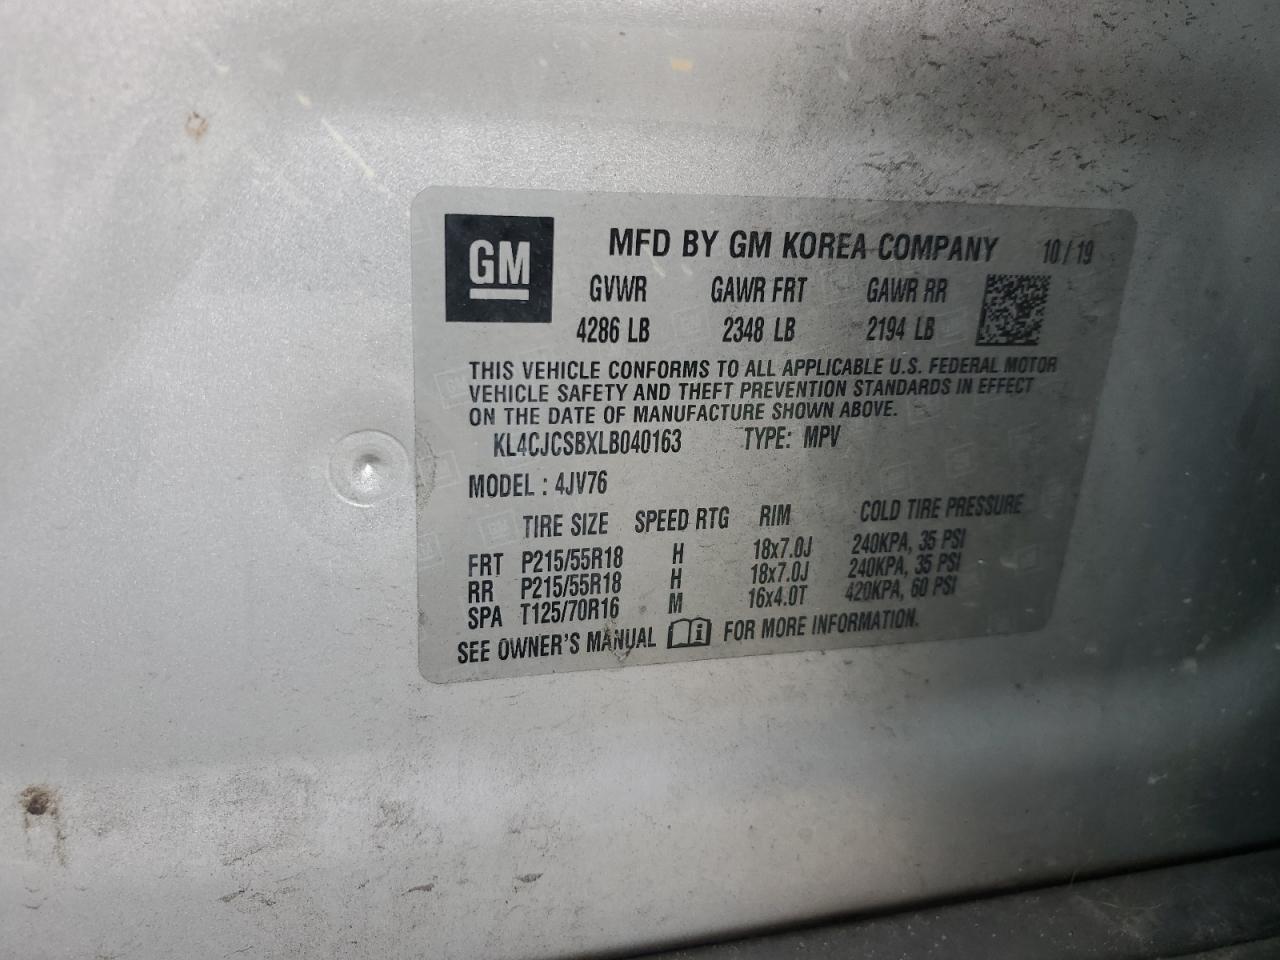 GM
MFD BY GM KOREA COMPANY 10/19
GVWR GAWR FRT GAWR RR
4286 LB 2348 LB 2194 LB
THIS VEHICLE CONFORMS TO ALL APPLICABLE U.S. FEDERAL MOTOR
VEHICLE SAFETY AND THEFT PREVENTION STANDARDS IN EFFECT
ON THE DATE OF MANUFACTURE SHOWN ABOVE.
KL4CJCSBXLB040163 TYPE: MPV
MODEL : 4JV76
TIRE SIZE SPEED RTG RIM COLD TIRE PRESSURE
FRT P215/55R18 H 18x7.0J 240KPA, 35 PSI
RR P215/55R18 H 18x7.0J 240KPA, 35 PSI
SPA T125/70R16 M 16x4.0T 420KPA, 60 PSI
SEE OWNER'S MANUAL FOR MORE INFORMATION.